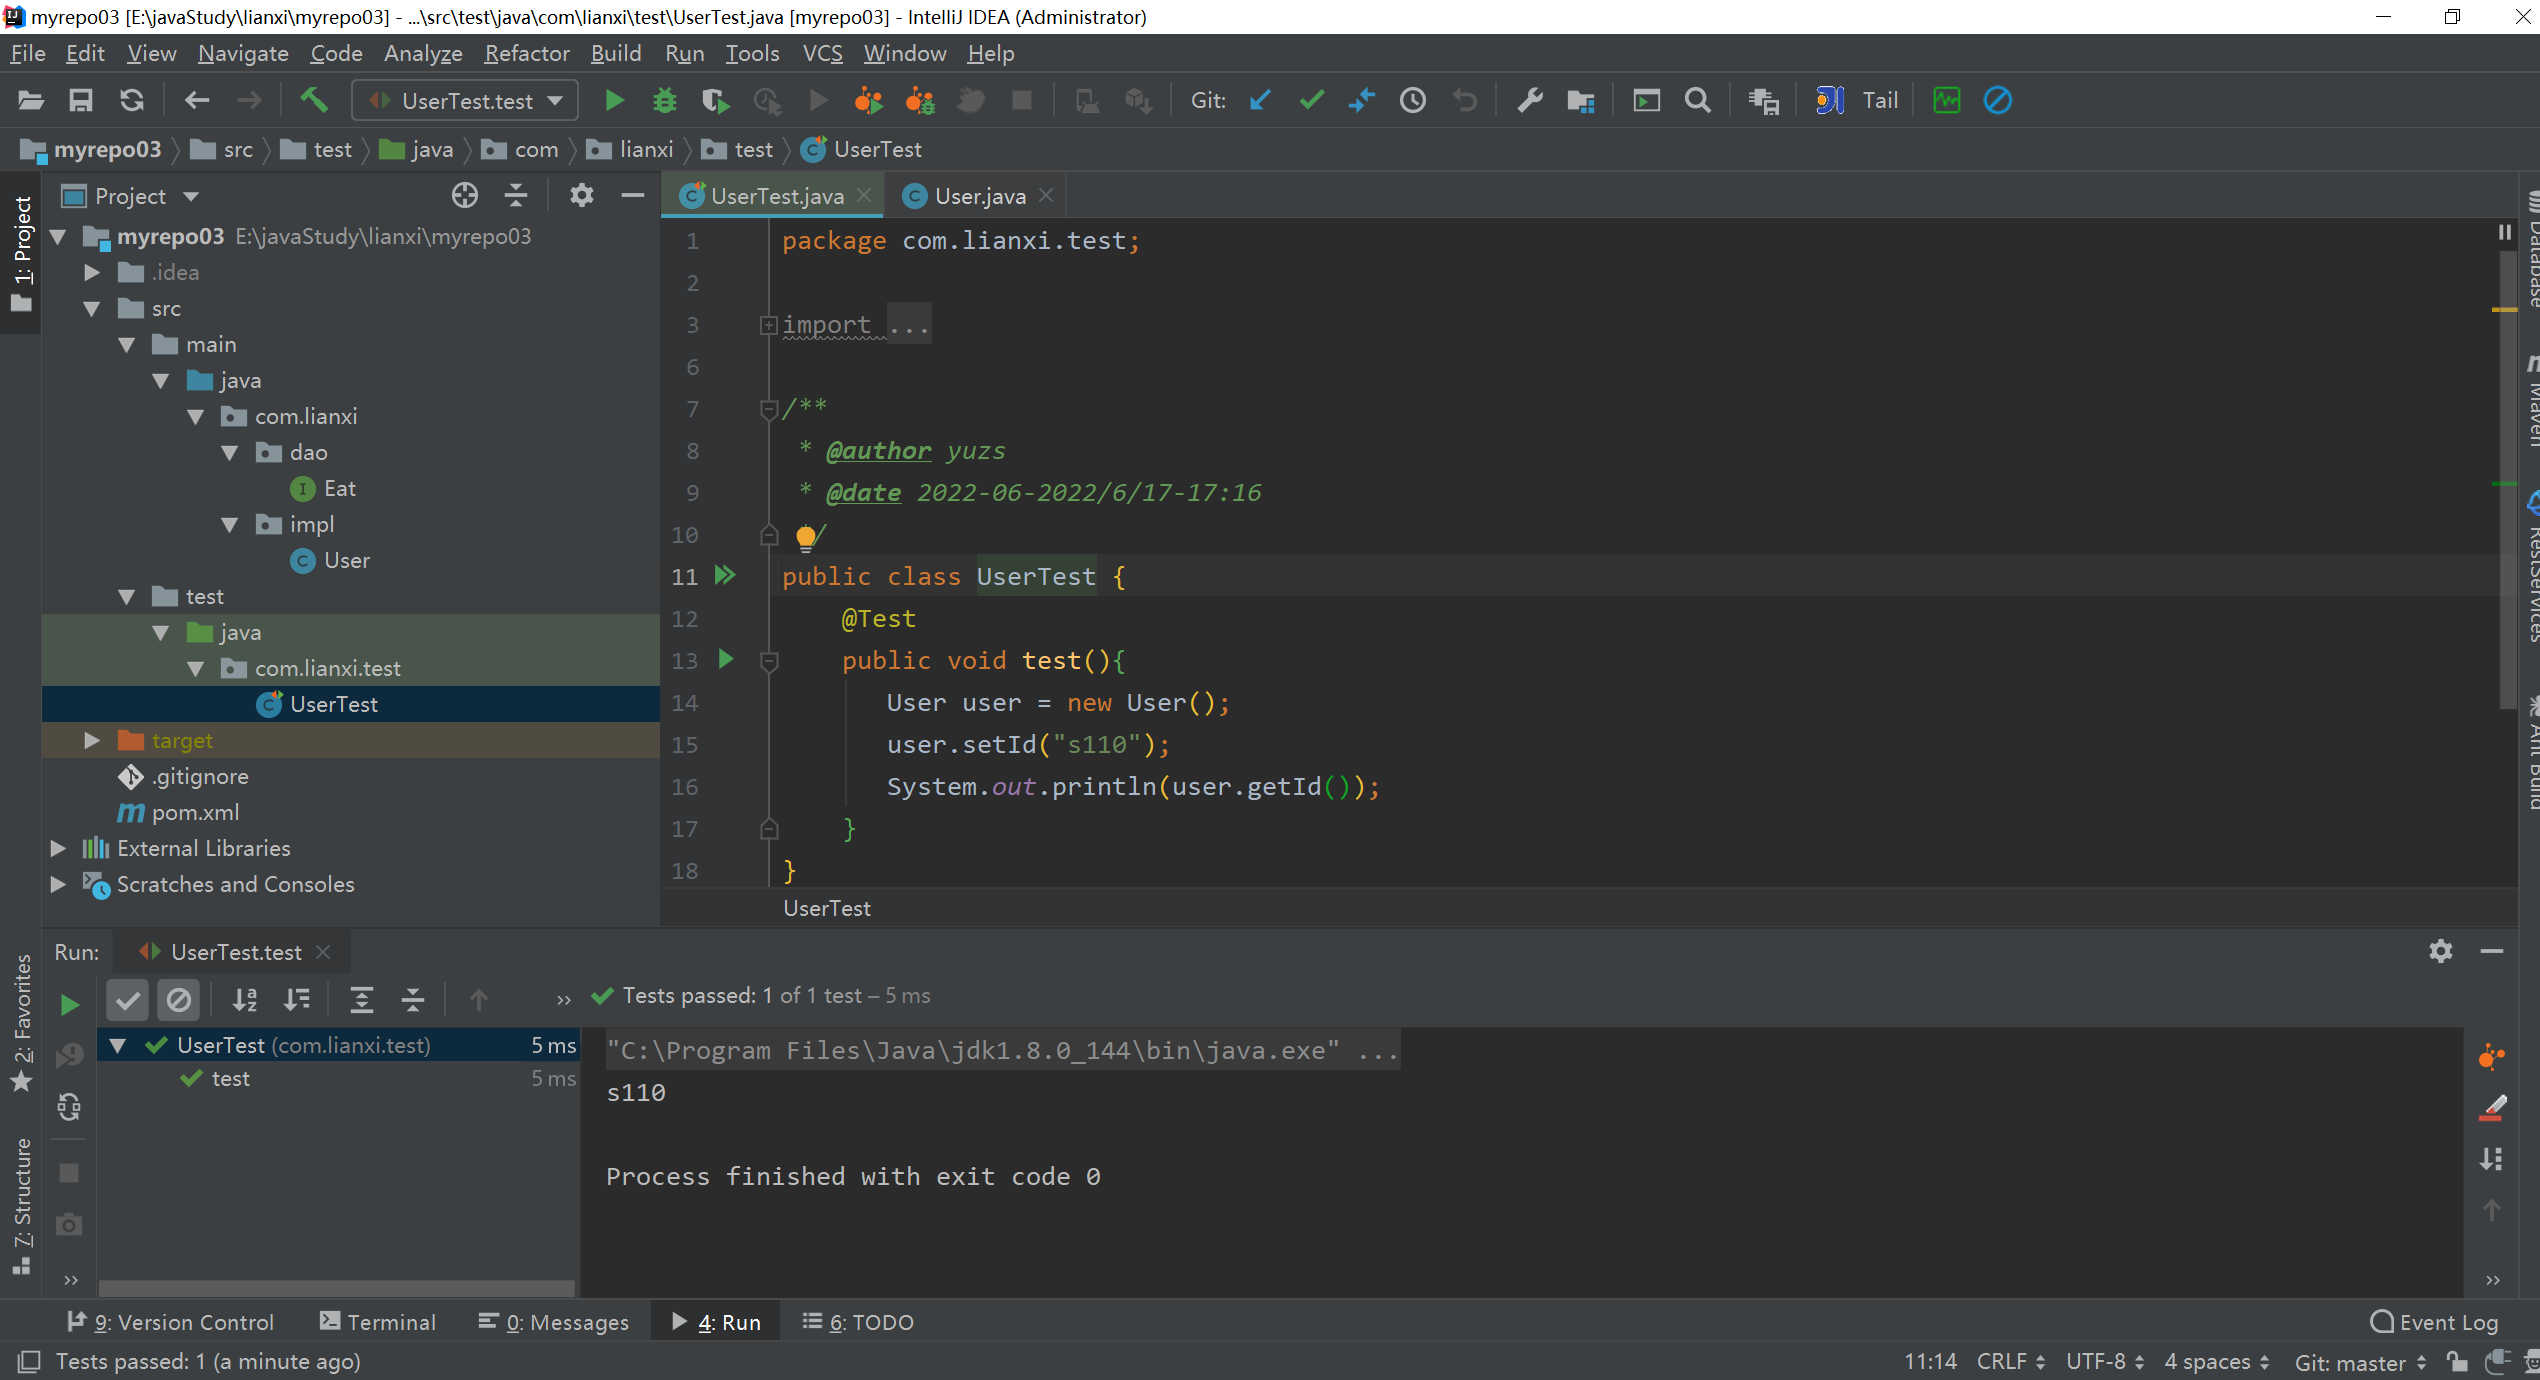 myrepo03 [E:\javaStudy\lianxi\myrepo03] - ...\src\test\java\com\lianxi\test\UserTest.java [myrepo03] - IntelliJ IDEA (Administrator)
File Edit View Navigate Code Analyze Refactor Build Run Tools VCS Window Help
UserTest.test Git: Tail
myrepo03 src test java com lianxi test UserTest
1: Project
Project
myrepo03 E:\javaStudy\lianxi\myrepo03
.idea
src
main
java
com.lianxi
dao
I Eat
impl
C User
test
java
com.lianxi.test
C UserTest
target
.gitignore
m pom.xml
External Libraries
Scratches and Consoles
C UserTest.java C User.java
1 package com.lianxi.test;
2
3 import ...
6
7 /**
8 * @author yuzs
9 * @date 2022-06-2022/6/17-17:16
10 /
11 public class UserTest {
12 @Test
13 public void test(){
14 User user = new User();
15 user.setId("s110");
16 System.out.println(user.getId());
17 }
18 }
UserTest
Database
Maven
RestServices
Ant Build
2: Favorites
7: Structure
Run: UserTest.test
Tests passed: 1 of 1 test – 5 ms
UserTest (com.lianxi.test) 5 ms
test 5 ms
"C:\Program Files\Java\jdk1.8.0_144\bin\java.exe" ...
s110
Process finished with exit code 0
9: Version Control Terminal 0: Messages 4: Run 6: TODO Event Log
Tests passed: 1 (a minute ago) 11:14 CRLF UTF-8 4 spaces Git: master